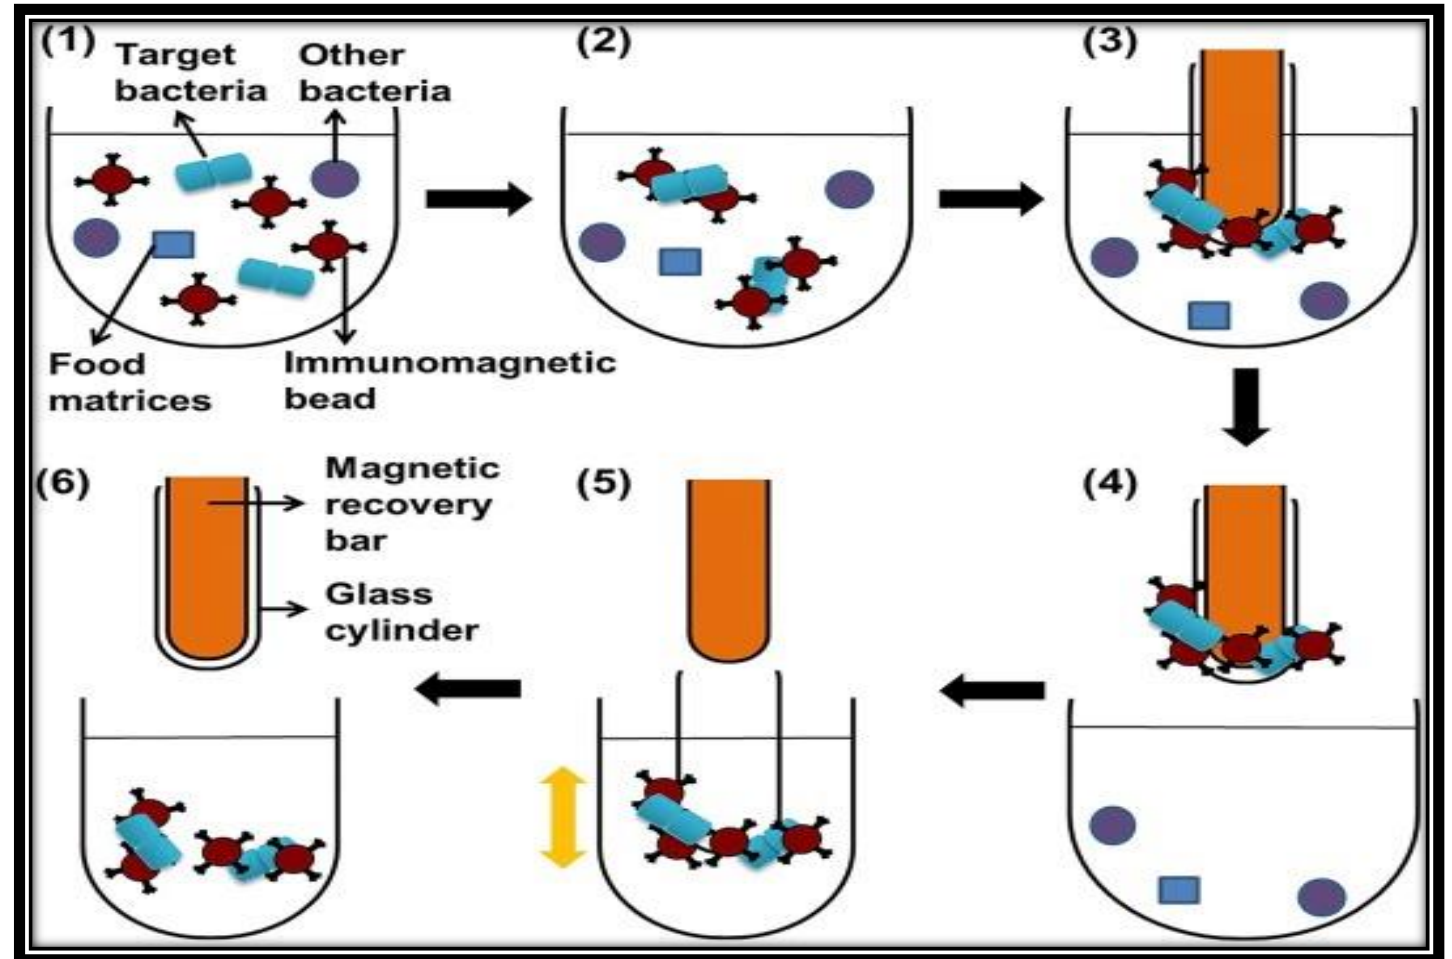 (1)
Target
bacteria
Other
bacteria
Food
matrices
Immunomagnetic
bead
(2)
(3)
(4)
(5)
(6)
Magnetic
recovery
bar
Glass
cylinder